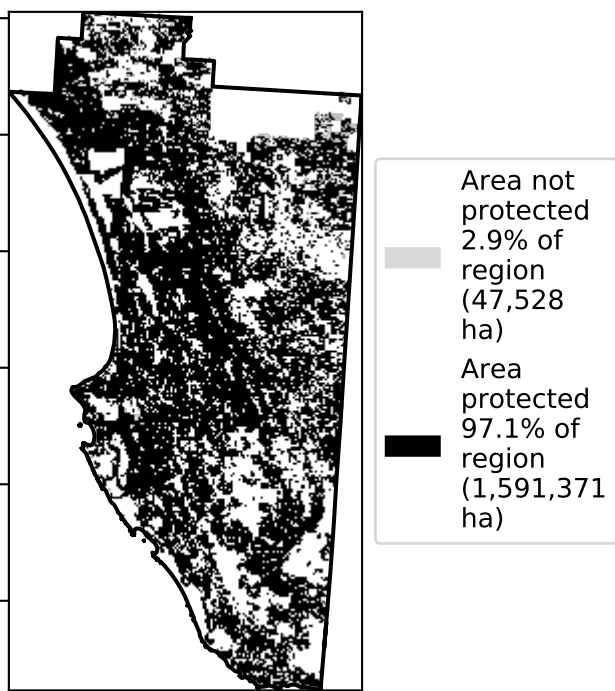 Area not
protected
2.9% of
region
(47,528
ha)
Area
protected
97.1% of
region
(1,591,371
ha)